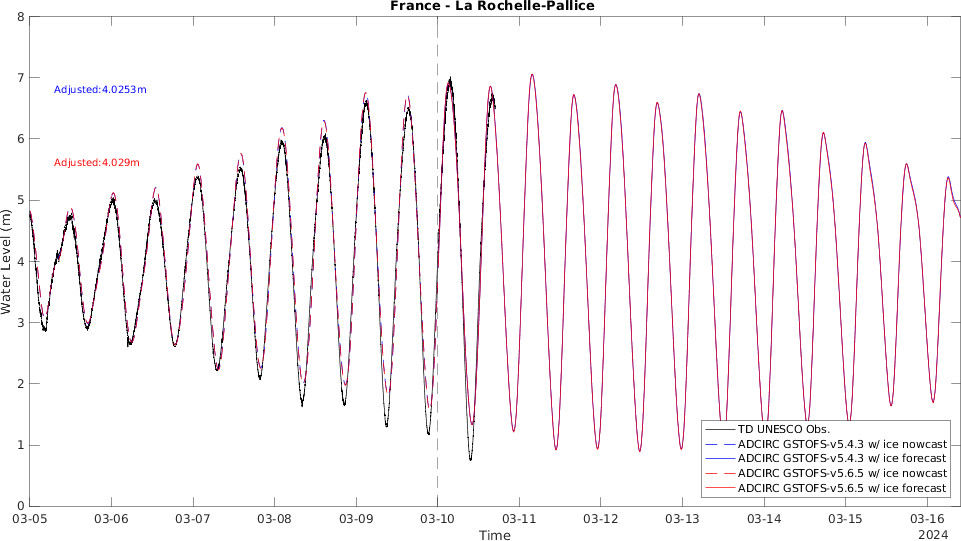 France - La Rochelle-Pallice
8
7
6
5
4
3
2
1
0
Water Level (m)
Adjusted:4.0253m
Adjusted:4.029m
TD UNESCO Obs.
ADCIRC GSTOFS-v5.4.3 w/ ice nowcast
ADCIRC GSTOFS-v5.4.3 w/ ice forecast
ADCIRC GSTOFS-v5.6.5 w/ ice nowcast
ADCIRC GSTOFS-v5.6.5 w/ ice forecast
03-05 03-06 03-07 03-08 03-09 03-10 03-11 03-12 03-13 03-14 03-15 03-16
Time
2024